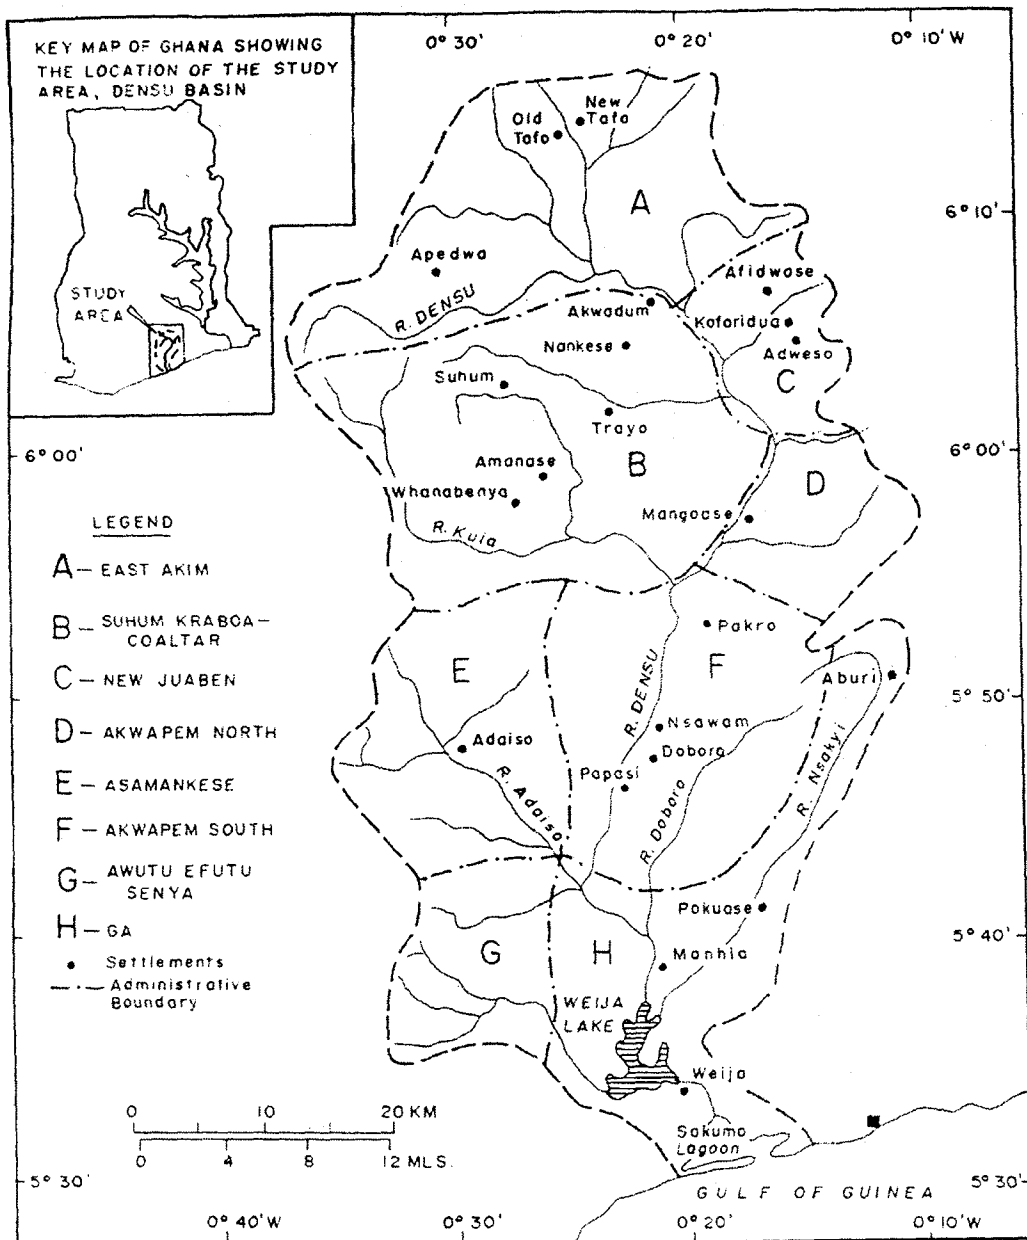 0° 30'
0° 20'
0° 10' W
KEY MAP OF GHANA SHOWING
THE LOCATION OF THE STUDY
AREA, DENSU BASIN
STUDY
AREA
Old
Tafo
New
Tafo
A
6° 10'
Apedwa
Afidwase
R. DENSU
Akwadum
Koforidua
Nankese
Adweso
Suhum
C
Trayo
6° 00'
Amanase
B
6° 00'
Whanabenya
D
Mangoase
R. Kuia
LEGEND
A – EAST AKIM
B – SUHUM KRABOA–
COALTAR
C – NEW JUABEN
D – AKWAPEM NORTH
E – ASAMANKESE
F – AKWAPEM SOUTH
G – AWUTU EFUTU
SENYA
H – GA
Settlements
Administrative
Boundary
Pakro
E
F
Aburi
5° 50'
R. DENSU
Nsawam
Adaiso
Doboro
R. Nsakyi
Papasi
R. Adaiso
R. Doboro
Pokuase
5° 40'
G
H
Manhia
WEIJA
LAKE
Weija
0 10 20 KM
0 4 8 12 MLS.
Sakumo
Lagoon
5° 30'
5° 30'
GULF OF GUINEA
0° 40' W
0° 30'
0° 20'
0° 10' W